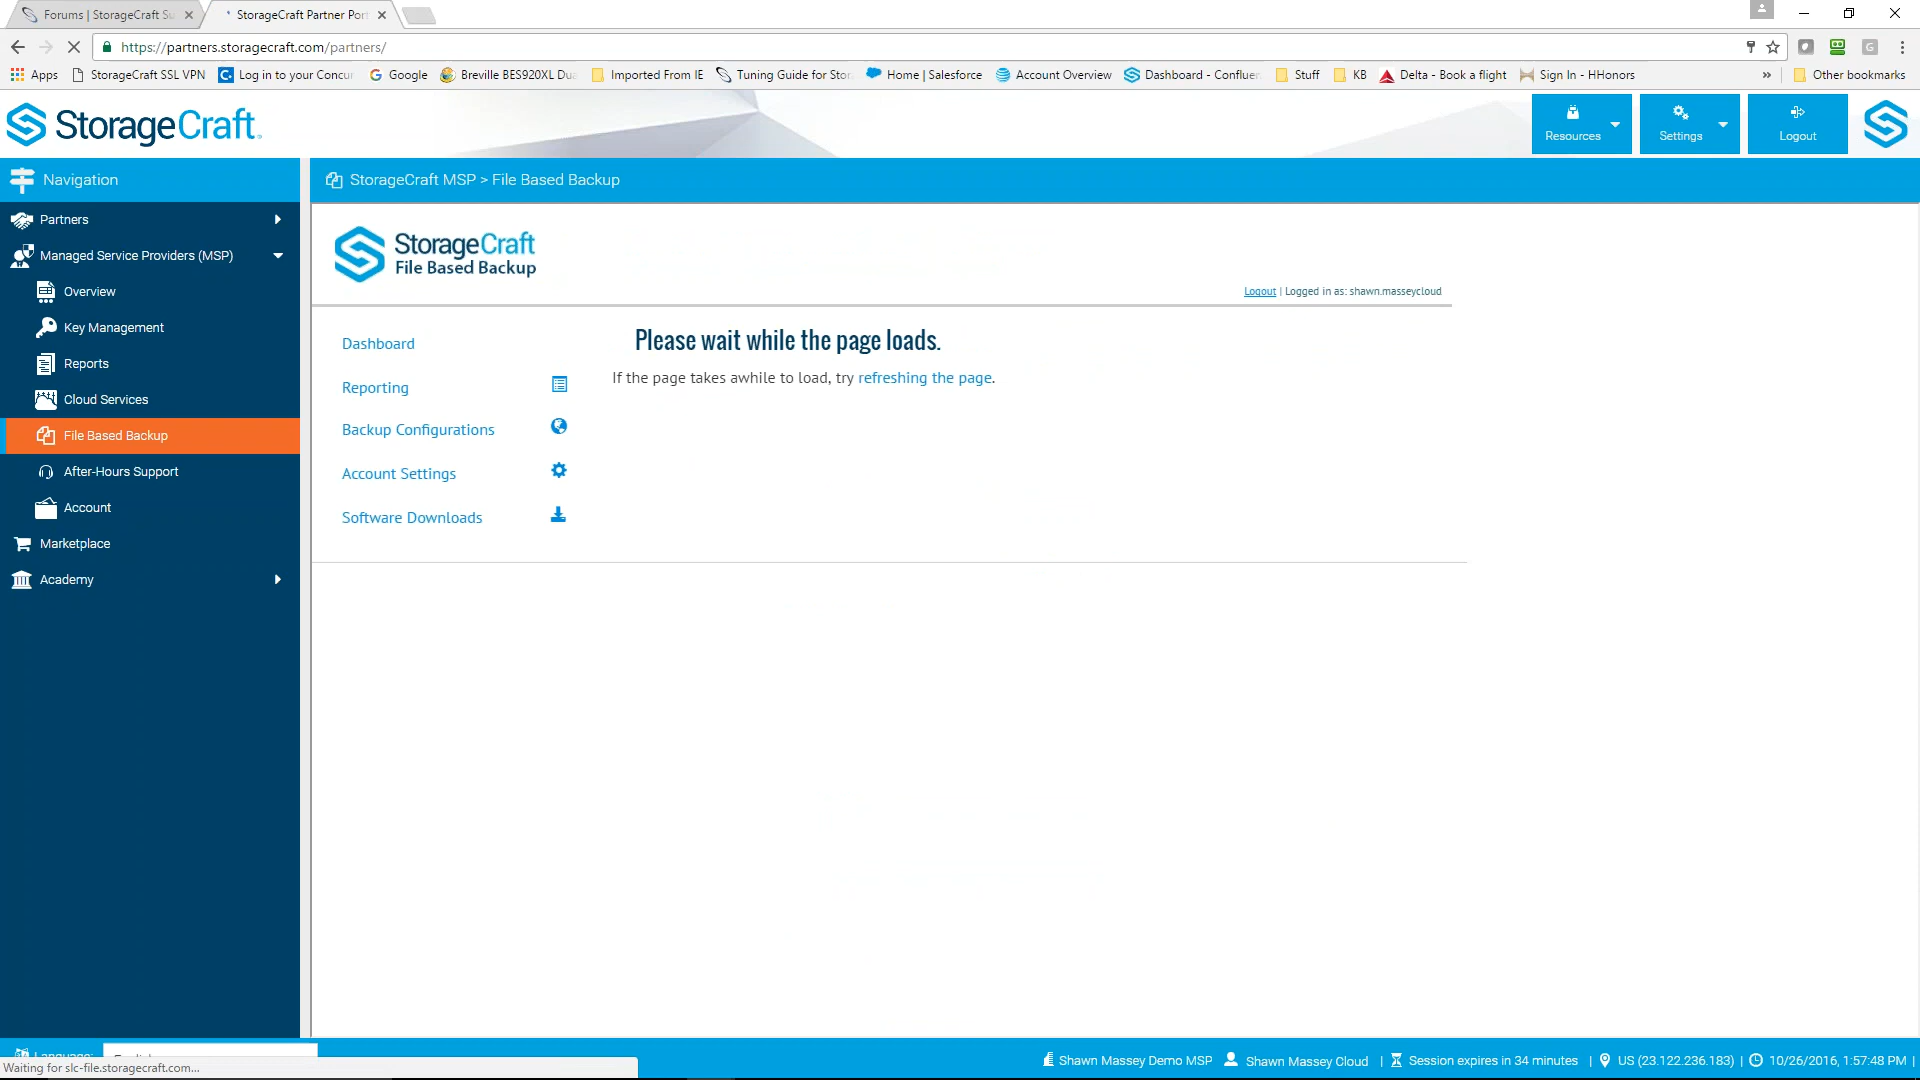 Forums | StorageCraft Su
StorageCraft Partner Port
https://partners.storagecraft.com/partners/
Apps
StorageCraft SSL VPN
Log in to your Concur
Google
Breville BES920XL Dua
Imported From IE
Tuning Guide for Stora
Home | Salesforce
Account Overview
Dashboard - Confluen
Stuff
KB
Delta - Book a flight
Sign In - HHonors
»
Other bookmarks
StorageCraft
Resources
Settings
Logout
Navigation
StorageCraft MSP > File Based Backup
Partners
Managed Service Providers (MSP)
Overview
Key Management
Reports
Cloud Services
File Based Backup
After-Hours Support
Account
Marketplace
Academy
StorageCraft
File Based Backup
Logout | Logged in as: shawn.masseycloud
Dashboard
Reporting
Backup Configurations
Account Settings
Software Downloads
Please wait while the page loads.
If the page takes awhile to load, try refreshing the page.
Language:
Waiting for slc-file.storagecraft.com...
Shawn Massey Demo MSP
Shawn Massey Cloud
| Session expires in 34 minutes
| US (23.122.236.183)
| 10/26/2016, 1:57:48 PM |